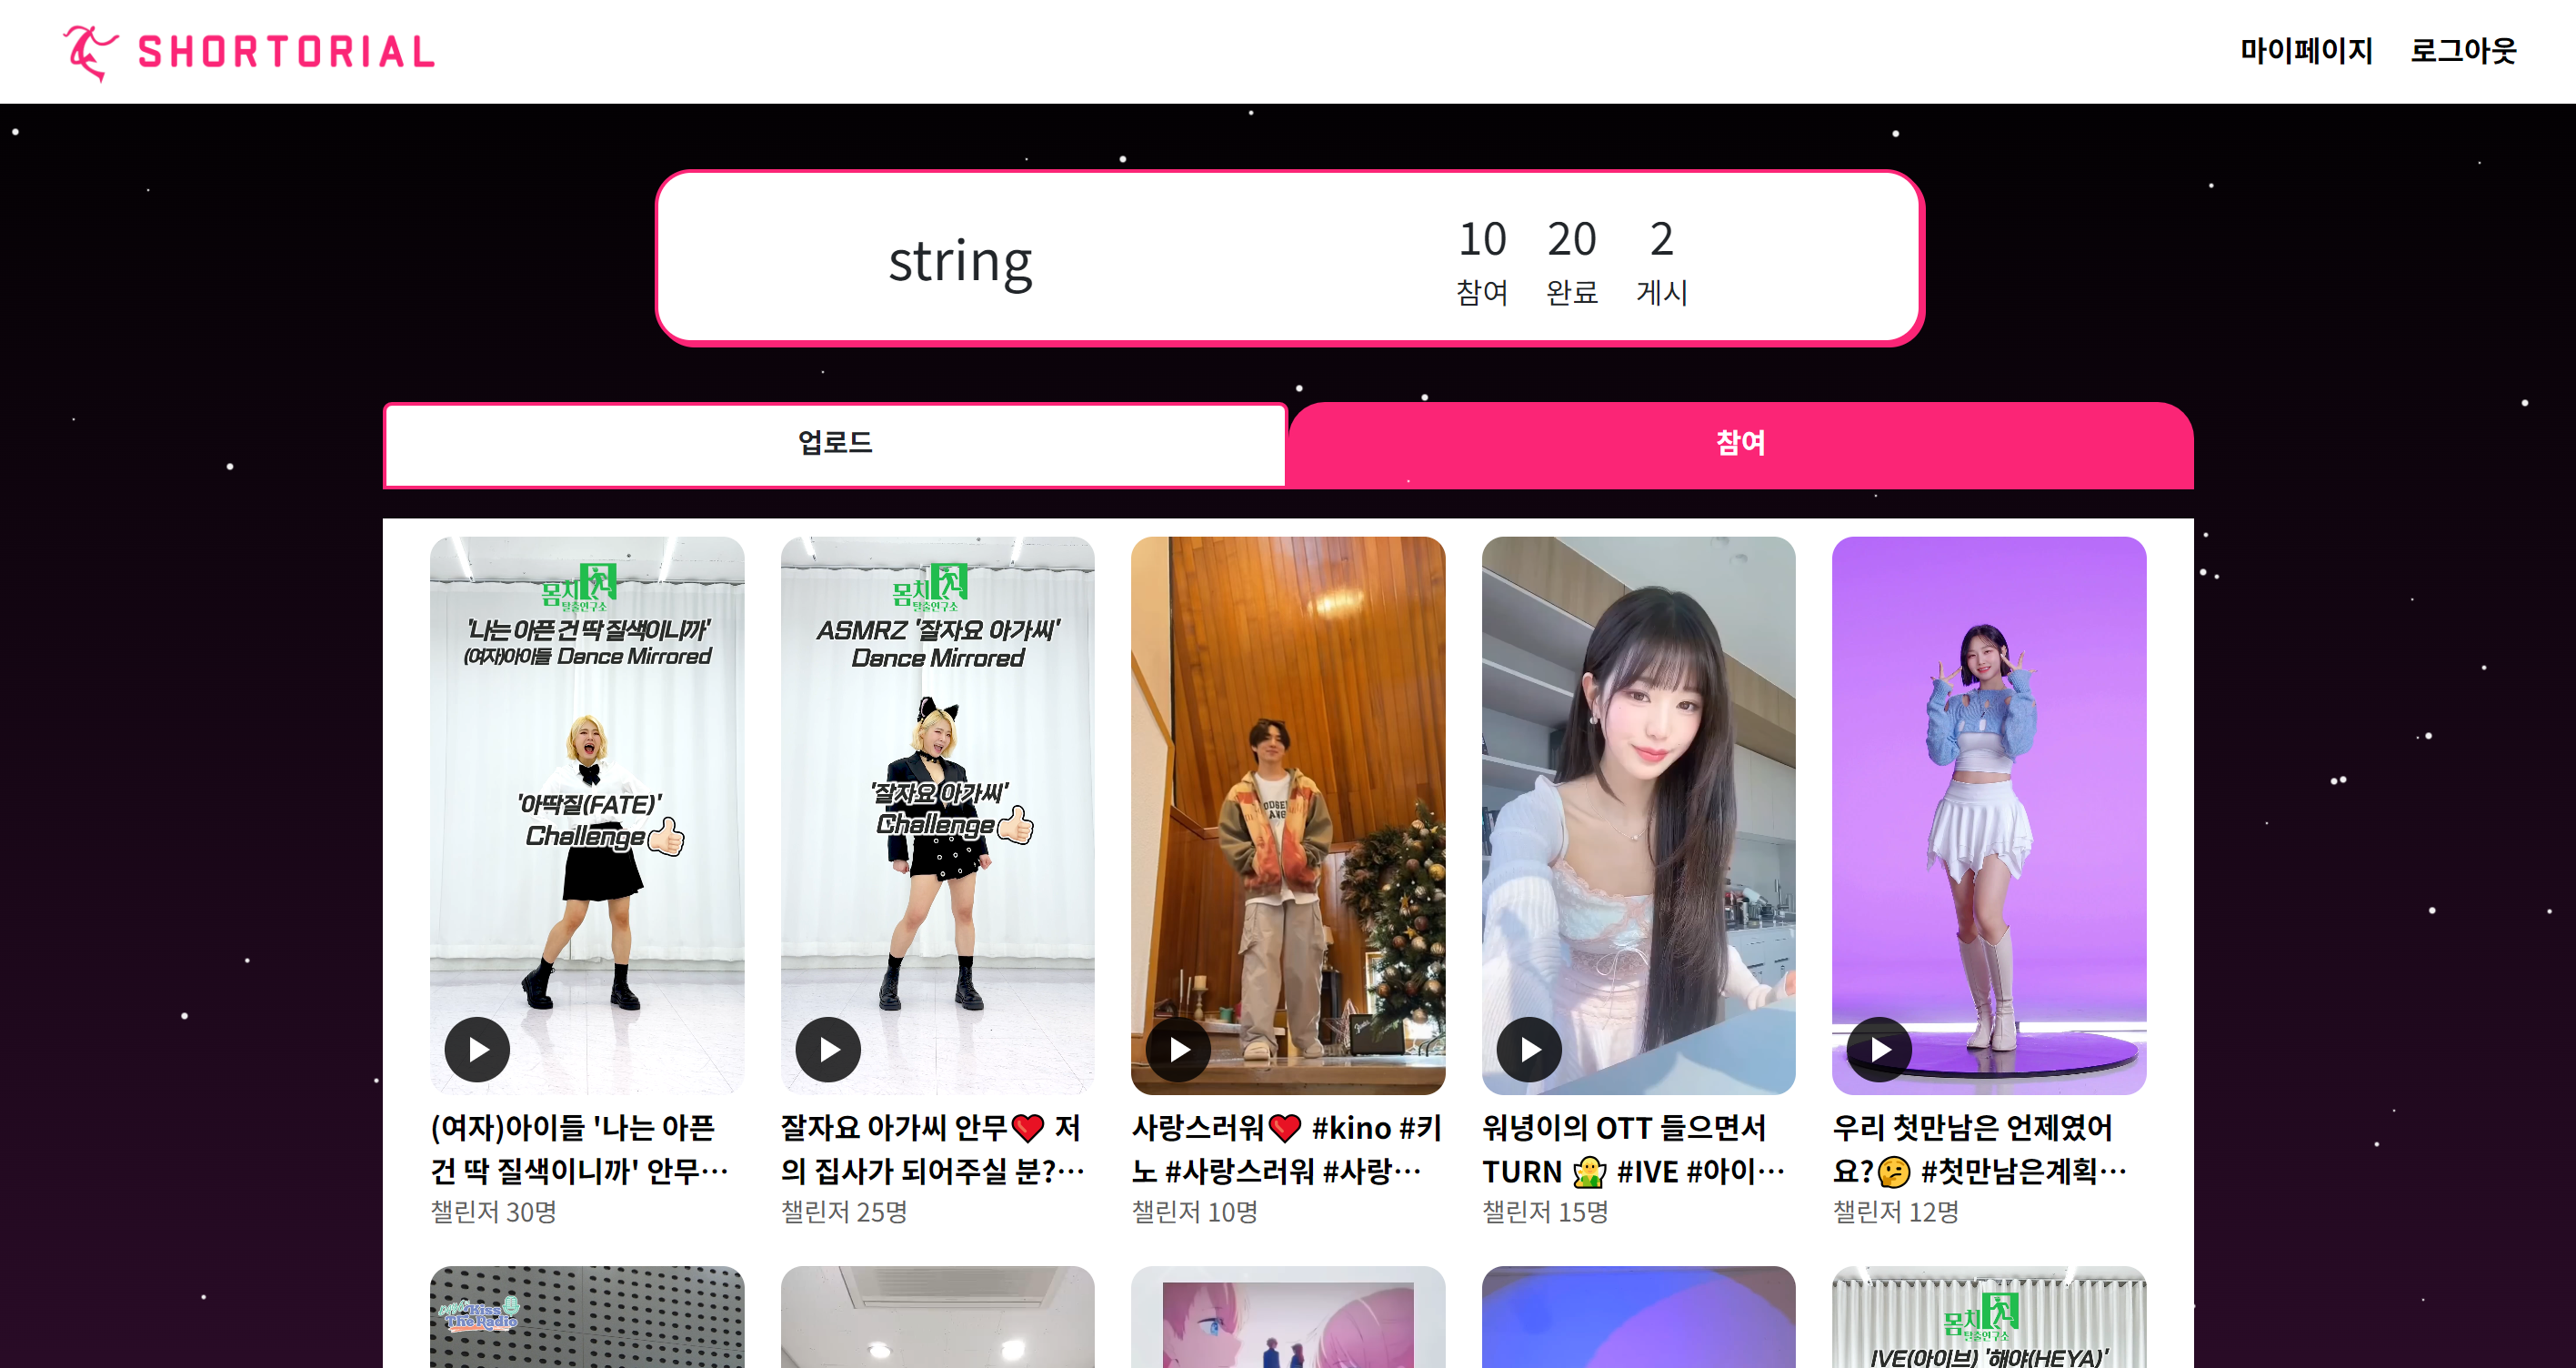 SHORTORIAL
마이페이지 로그아웃
string
10 20 2
참여 완료 게시
업로드 참여
몸치
탈출연구소
'나는 아픈 건 딱 질색이니까'
(여자)아이들 Dance Mirrored
'아딱질(FATE)'
Challenge
몸치
탈출연구소
ASMRZ '잘자요 아가씨'
Dance Mirrored
'잘자요 아가씨'
Challenge
(여자)아이들 '나는 아픈
건 딱 질색이니까' 안무…
챌린저 30명
잘자요 아가씨 안무❤️ 저
의 집사가 되어주실 분?…
챌린저 25명
사랑스러워❤️ #kino #키
노 #사랑스러워 #사랑…
챌린저 10명
워녕이의 OTT 들으면서
TURN 🧚 #IVE #아이…
챌린저 15명
우리 첫만남은 언제였어
요?🤔 #첫만남은계획…
챌린저 12명
Kiss
The Radio
몸치
탈출연구소
IVE(아이브) '해야(HEYA)'